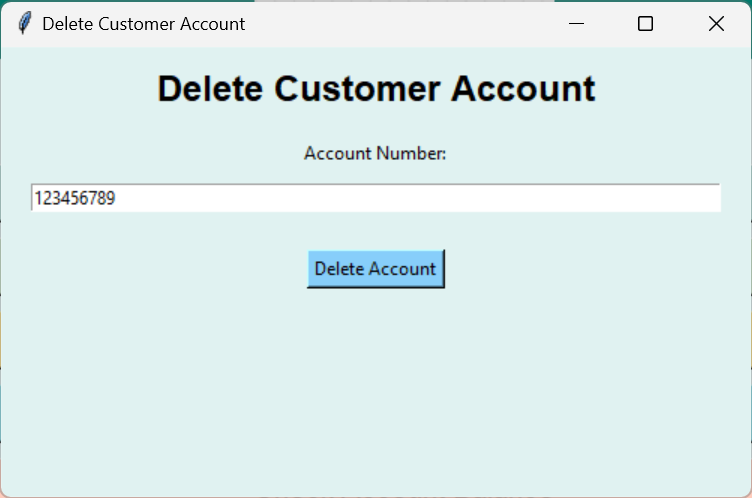 Delete Customer Account
Delete Customer Account
Account Number:
123456789
Delete Account